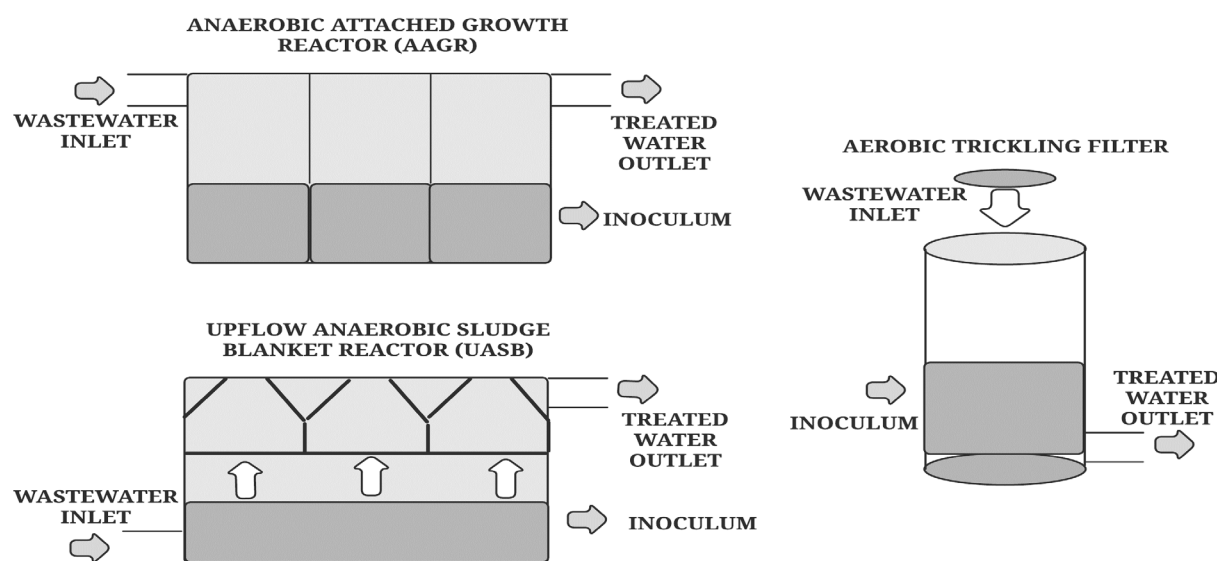 ANAEROBIC ATTACHED GROWTH
REACTOR (AAGR)
WASTEWATER
INLET
TREATED
WATER
OUTLET
INOCULUM
UPFLOW ANAEROBIC SLUDGE
BLANKET REACTOR (UASB)
TREATED
WATER
OUTLET
WASTEWATER
INLET
INOCULUM
AEROBIC TRICKLING FILTER
WASTEWATER
INLET
INOCULUM
TREATED
WATER
OUTLET